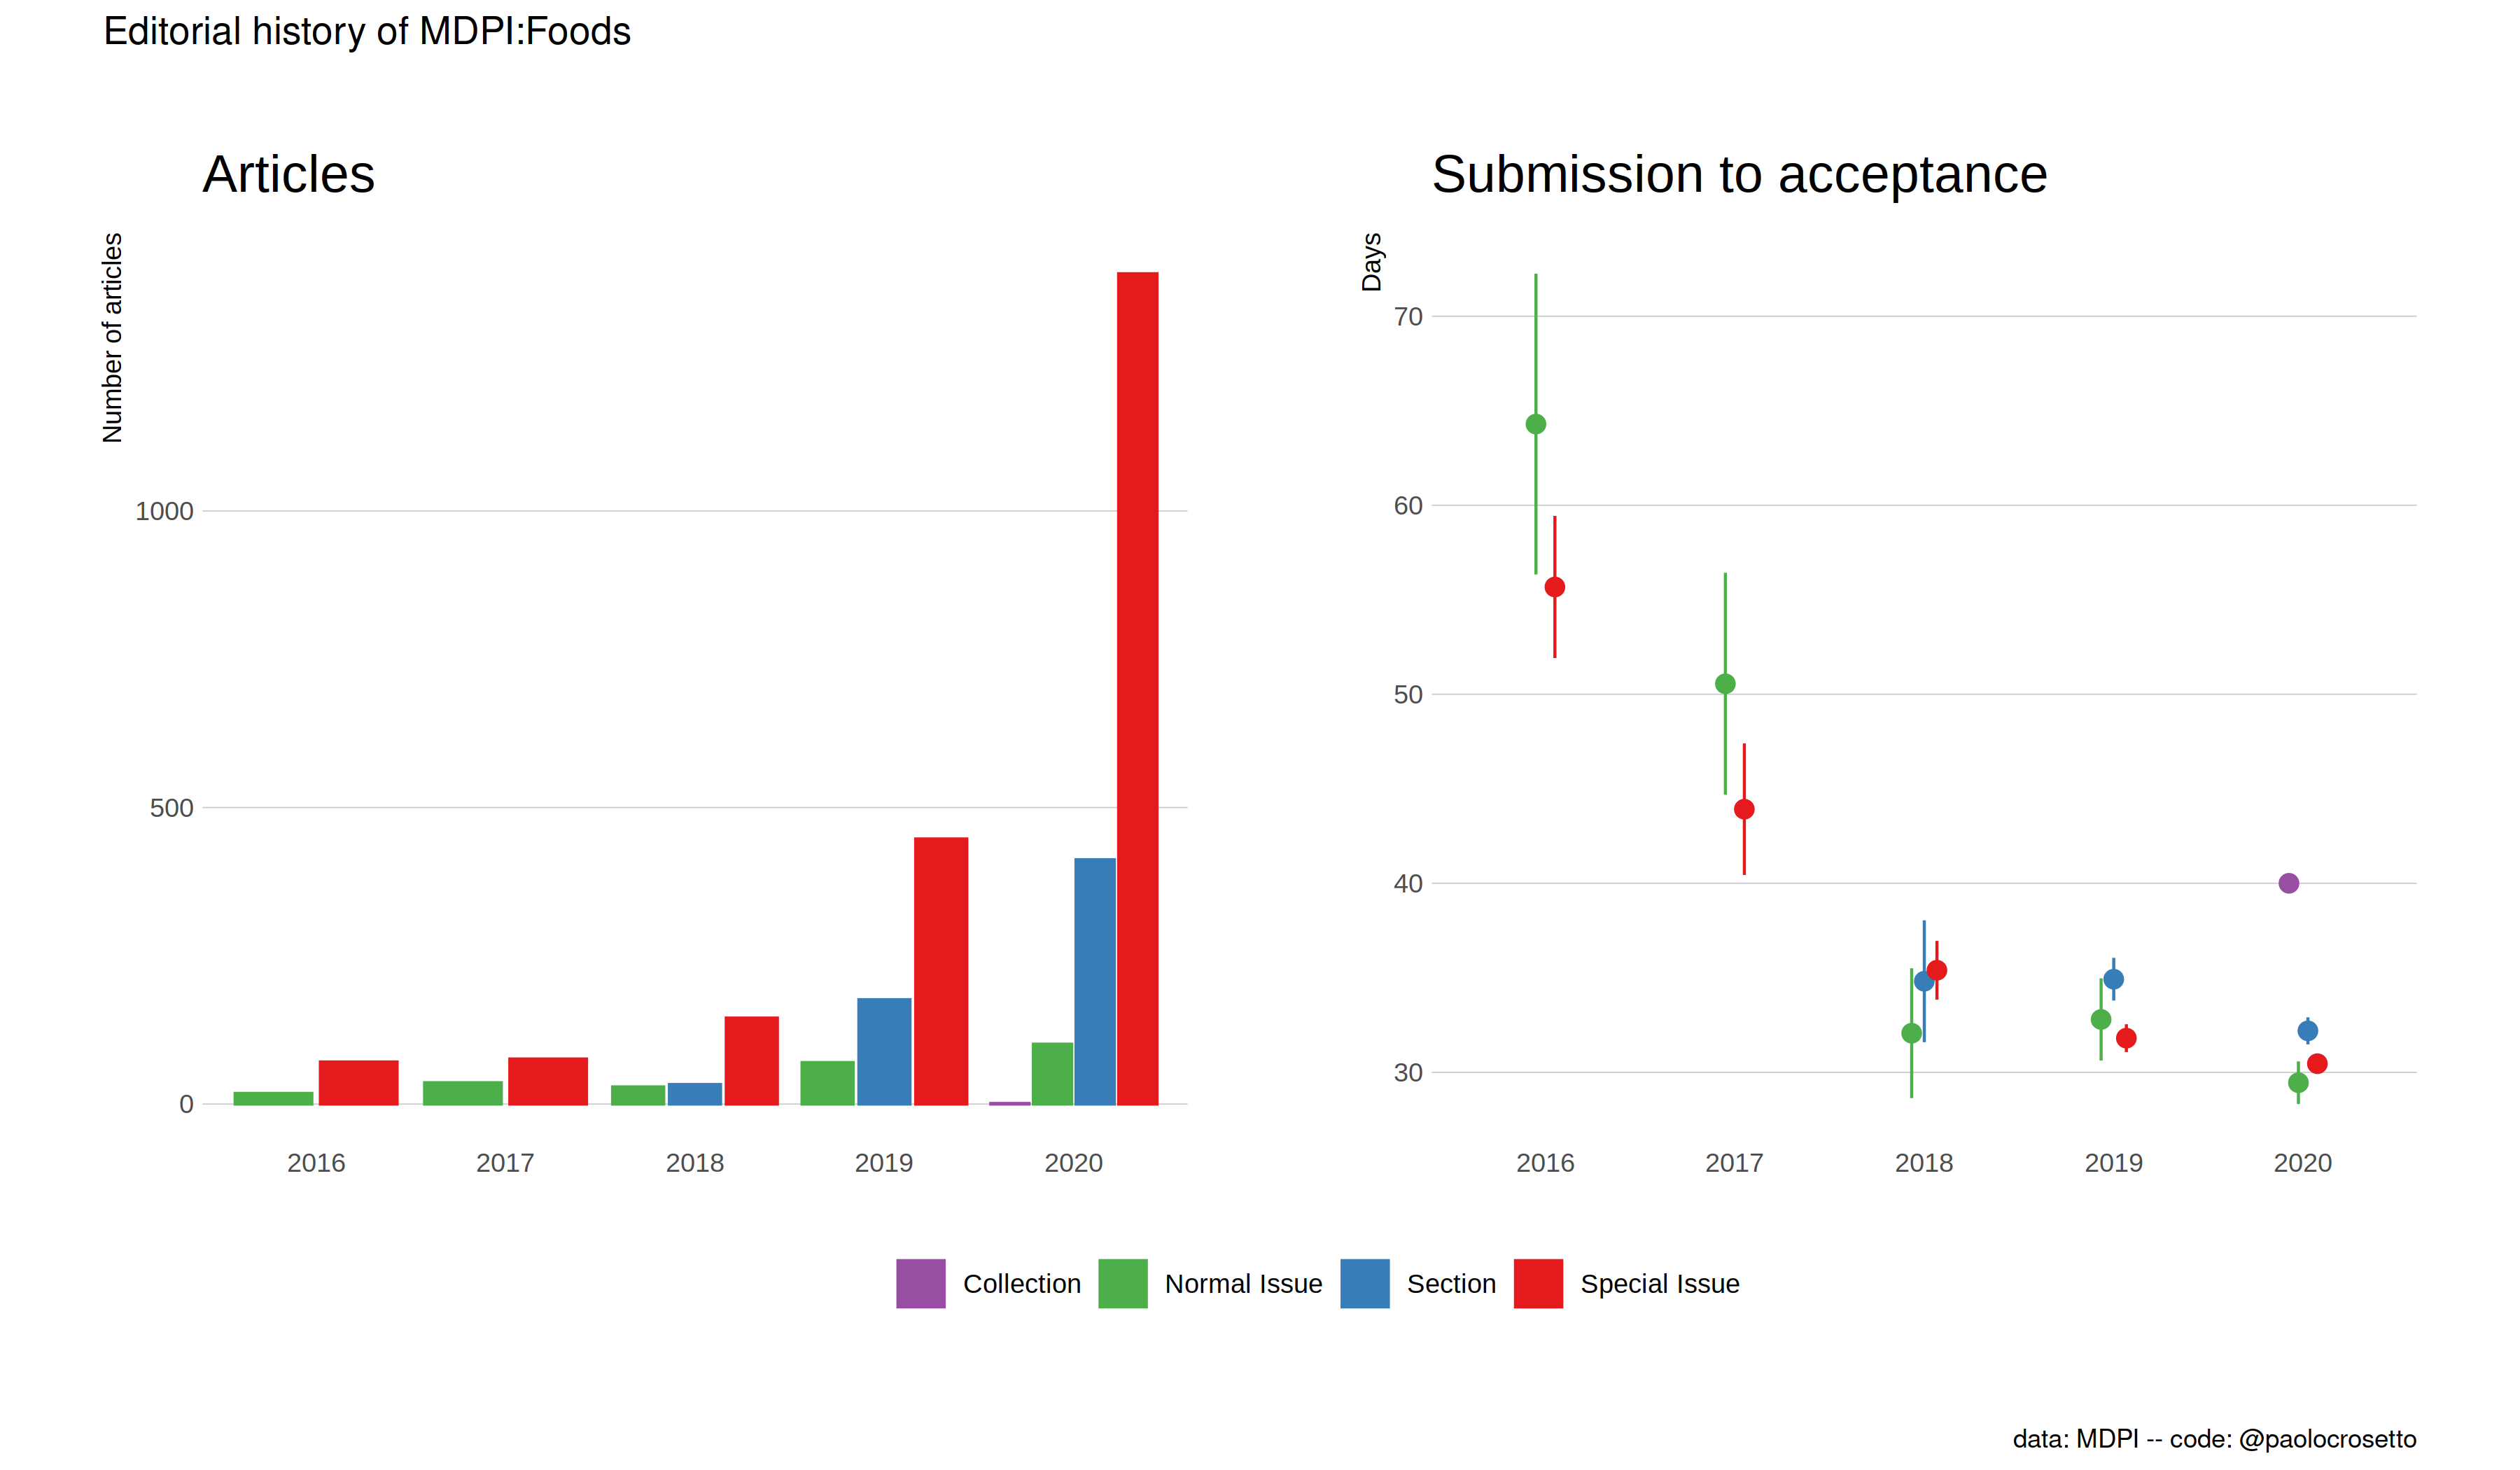 Editorial history of MDPI:Foods
Articles
Number of articles
1000
500
0
2016 2017 2018 2019 2020
Submission to acceptance
Days
70
60
50
40
30
2016 2017 2018 2019 2020
Collection Normal Issue Section Special Issue
data: MDPI -- code: @paolocrosetto